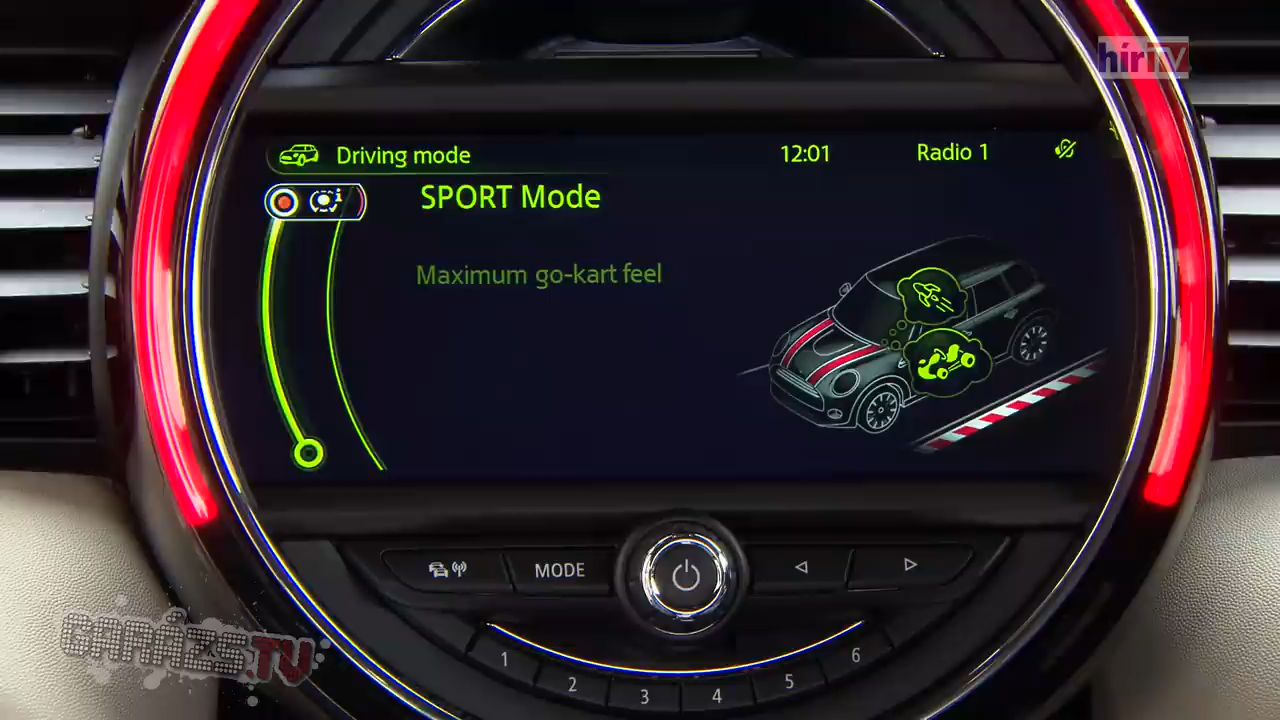 hírTV
Driving mode
12:01
Radio 1
SPORT Mode
Maximum go-kart feel
MODE
1
2
3
4
5
6
GARÁZS.TV